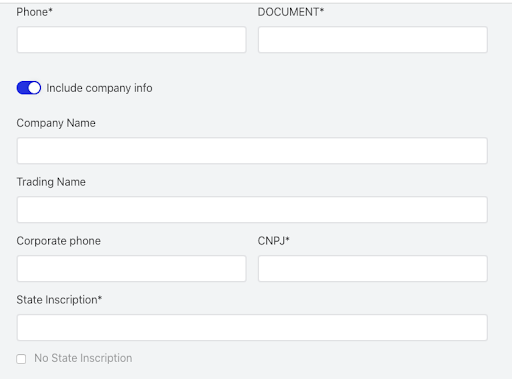 Phone* DOCUMENT*
Include company info
Company Name
Trading Name
Corporate phone CNPJ*
State Inscription*
No State Inscription